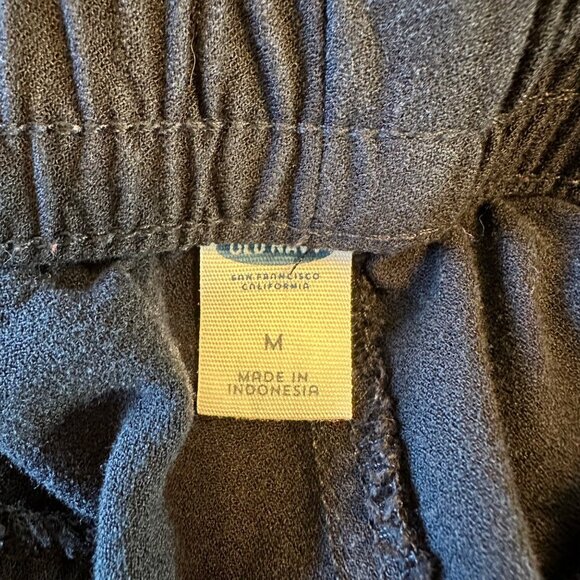 OLD NAVY
SAN FRANCISCO
CALIFORNIA
M
MADE IN
INDONESIA